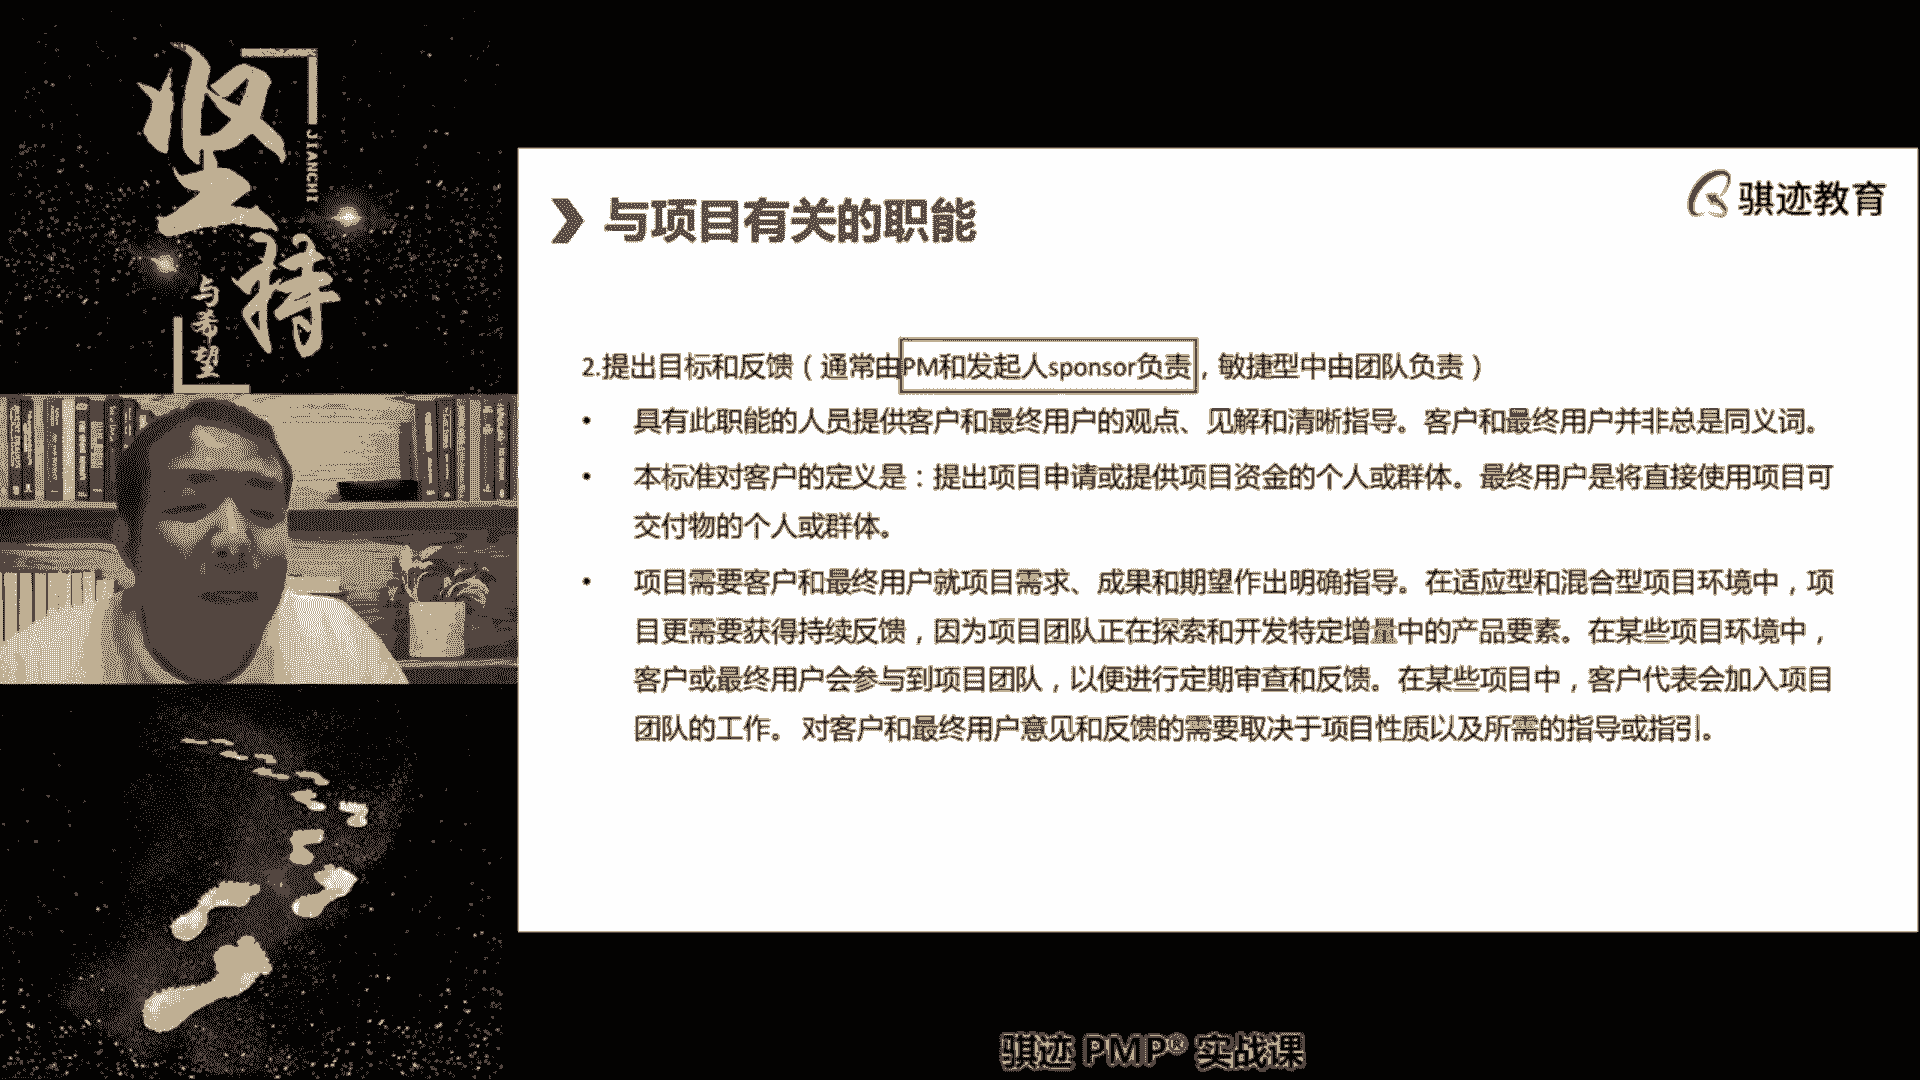 坚持
JIANCHI
与希望
骐迹教育
与项目有关的职能
2.提出目标和反馈（通常由PM和发起人sponsor负责，敏捷型中由团队负责）
• 具有此职能的人员提供客户和最终用户的观点、见解和清晰指导。客户和最终用户并非总是同义词。
• 本标准对客户的定义是：提出项目申请或提供项目资金的个人或群体。最终用户是将直接使用项目可
交付物的个人或群体。
• 项目需要客户和最终用户就项目需求、成果和期望作出明确指导。在适应型和混合型项目环境中，项
目更需要获得持续反馈，因为项目团队正在探索和开发特定增量中的产品要素。在某些项目环境中，
客户或最终用户会参与到项目团队，以便进行定期审查和反馈。在某些项目中，客户代表会加入项目
团队的工作。 对客户和最终用户意见和反馈的需要取决于项目性质以及所需的指导或指引。
骐迹 PMP® 实战课